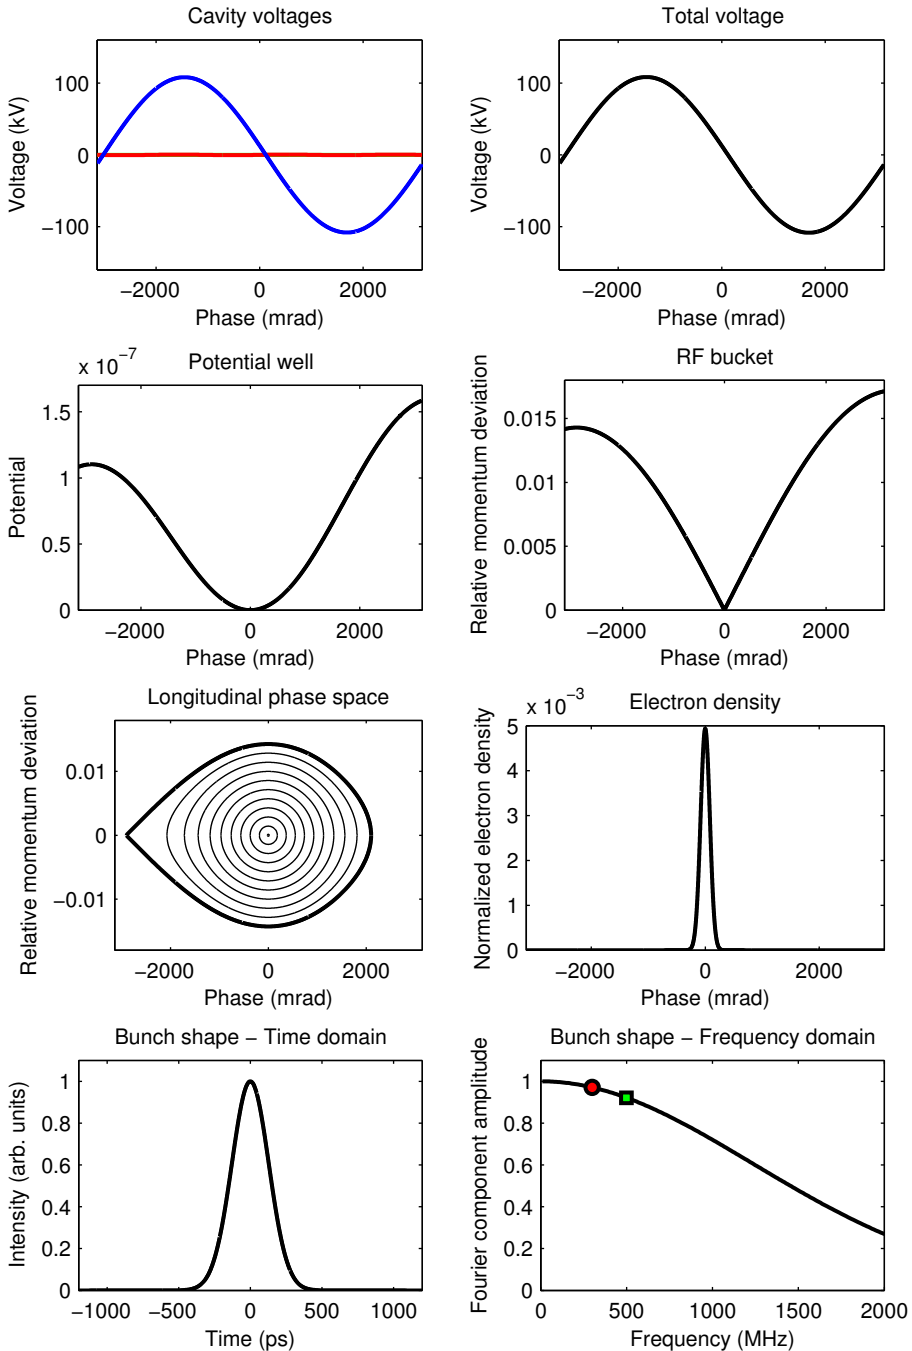 Cavity voltages
Voltage (kV)
100
0
−100
−2000 0 2000
Phase (mrad)
Total voltage
Voltage (kV)
100
0
−100
−2000 0 2000
Phase (mrad)
Potential well
x 10−7
Potential
1.5
1
0.5
0
−2000 0 2000
Phase (mrad)
RF bucket
Relative momentum deviation
0.015
0.01
0.005
0
−2000 0 2000
Phase (mrad)
Longitudinal phase space
Relative momentum deviation
0.01
0
−0.01
−2000 0 2000
Phase (mrad)
Electron density
x 10−3
Normalized electron density
5
4
3
2
1
0
−2000 0 2000
Phase (mrad)
Bunch shape − Time domain
Intensity (arb. units)
1
0.8
0.6
0.4
0.2
0
−1000 −500 0 500 1000
Time (ps)
Bunch shape − Frequency domain
Fourier component amplitude
1
0.8
0.6
0.4
0.2
0
0 500 1000 1500 2000
Frequency (MHz)